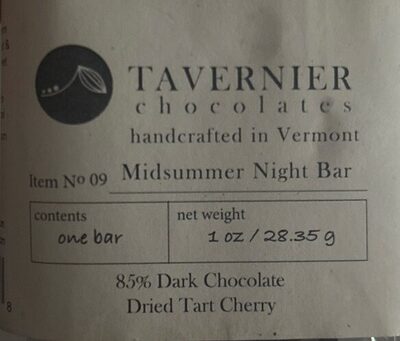 TAVERNIER
chocolates
handcrafted in Vermont
Item Nº 09 Midsummer Night Bar
contents
one bar
net weight
1 oz / 28.35 g
85% Dark Chocolate
Dried Tart Cherry
8